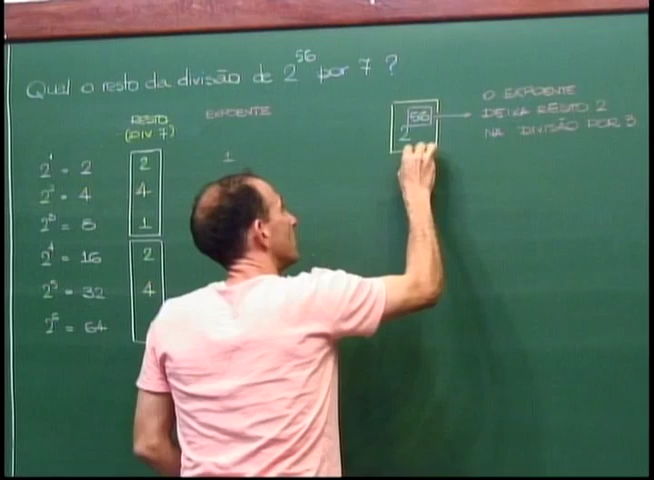 Qual o resto da divisão de 2^56 por 7 ?
RESTO EXPOENTE
(DIV 7)
2^1 = 2 2 1
2^2 = 4 4
2^3 = 8 1
2^4 = 16 2
2^5 = 32 4
2^6 = 64
2^56
O EXPOENTE
DEIXA RESTO 2
NA DIVISÃO POR 3